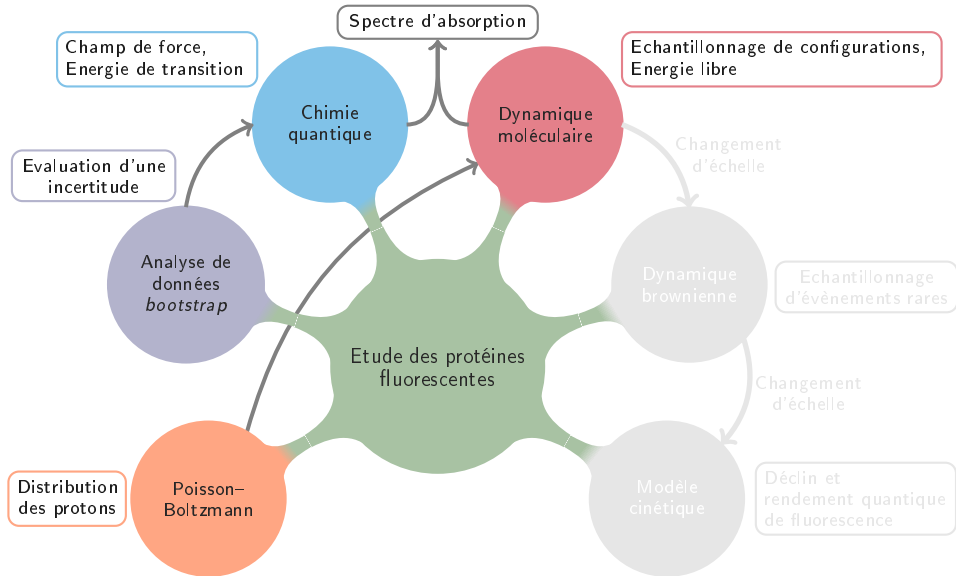 Spectre d'absorption
Champ de force,
Energie de transition
Echantillonnage de configurations,
Energie libre
Chimie
quantique
Dynamique
moléculaire
Changement
d'échelle
Evaluation d'une
incertitude
Analyse de
données
bootstrap
Dynamique
brownienne
Echantillonnage
d'évènements rares
Etude des protéines
fluorescentes
Changement
d'échelle
Distribution
des protons
Poisson–
Boltzmann
Modèle
cinétique
Déclin et
rendement quantique
de fluorescence